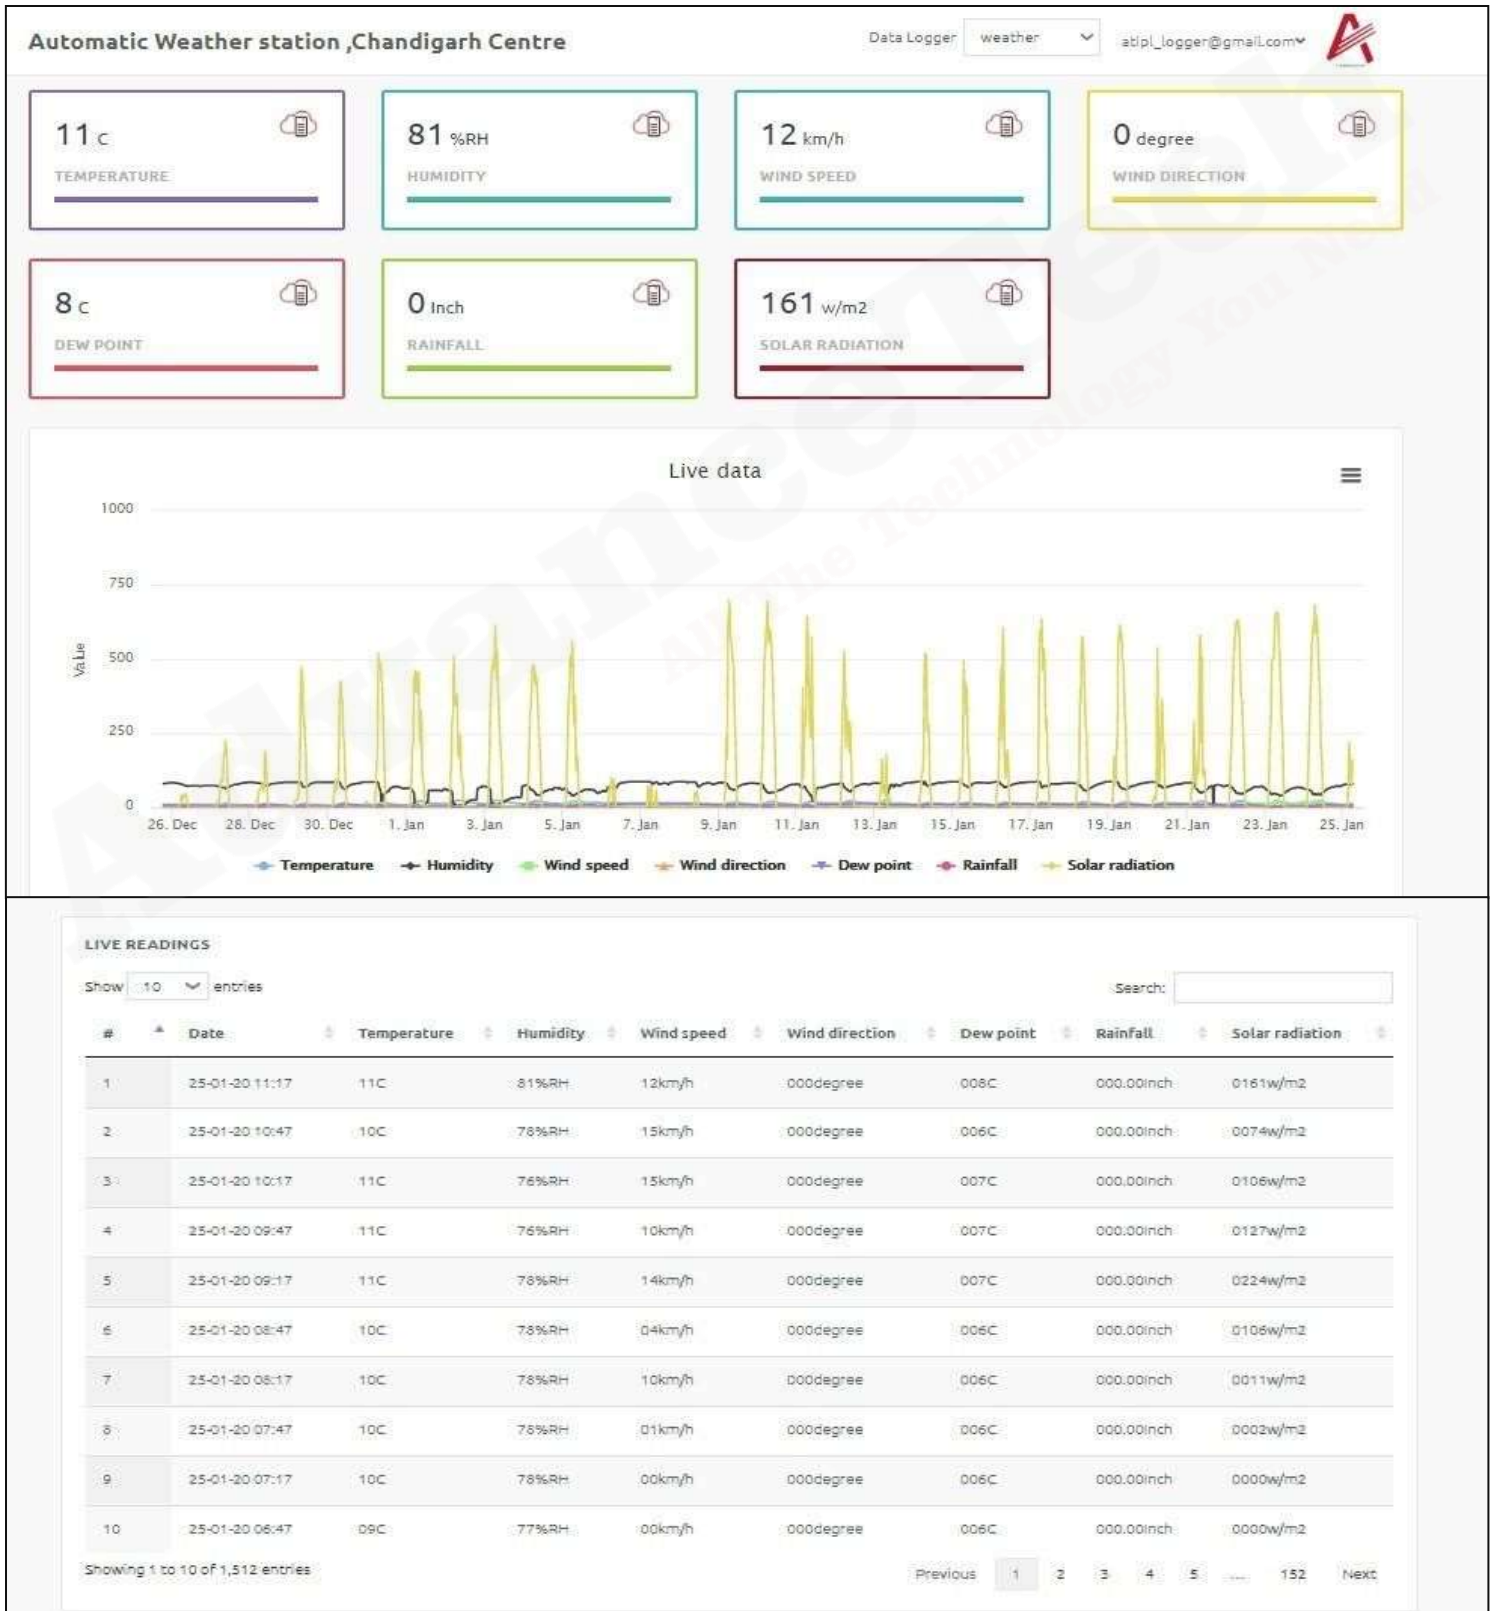 Automatic Weather station ,Chandigarh Centre
Data Logger weather atipl_logger@gmail.com
11 C
TEMPERATURE
81 %RH
HUMIDITY
12 km/h
WIND SPEED
0 degree
WIND DIRECTION
8 C
DEW POINT
0 Inch
RAINFALL
161 w/m2
SOLAR RADIATION
Live data
1000
750
500
250
0
Value
26. Dec 28. Dec 30. Dec 1. Jan 3. Jan 5. Jan 7. Jan 9. Jan 11. Jan 13. Jan 15. Jan 17. Jan 19. Jan 21. Jan 23. Jan 25. Jan
Temperature Humidity Wind speed Wind direction Dew point Rainfall Solar radiation
AdvanceTech
All The Technology You Need
LIVE READINGS
Show 10 entries Search:
# Date Temperature Humidity Wind speed Wind direction Dew point Rainfall Solar radiation
1 25-01-20 11:17 11C 81%RH 12km/h 000degree 008C 000.00Inch 0161w/m2
2 25-01-20 10:47 10C 78%RH 15km/h 000degree 006C 000.00Inch 0074w/m2
3 25-01-20 10:17 11C 76%RH 15km/h 000degree 007C 000.00Inch 0106w/m2
4 25-01-20 09:47 11C 76%RH 10km/h 000degree 007C 000.00Inch 0127w/m2
5 25-01-20 09:17 11C 78%RH 14km/h 000degree 007C 000.00Inch 0224w/m2
6 25-01-20 08:47 10C 78%RH 04km/h 000degree 006C 000.00Inch 0106w/m2
7 25-01-20 08:17 10C 78%RH 10km/h 000degree 006C 000.00Inch 0011w/m2
8 25-01-20 07:47 10C 78%RH 01km/h 000degree 006C 000.00Inch 0002w/m2
9 25-01-20 07:17 10C 78%RH 00km/h 000degree 006C 000.00Inch 0000w/m2
10 25-01-20 06:47 09C 77%RH 00km/h 000degree 006C 000.00Inch 0000w/m2
Showing 1 to 10 of 1,512 entries Previous 1 2 3 4 5 .... 152 Next